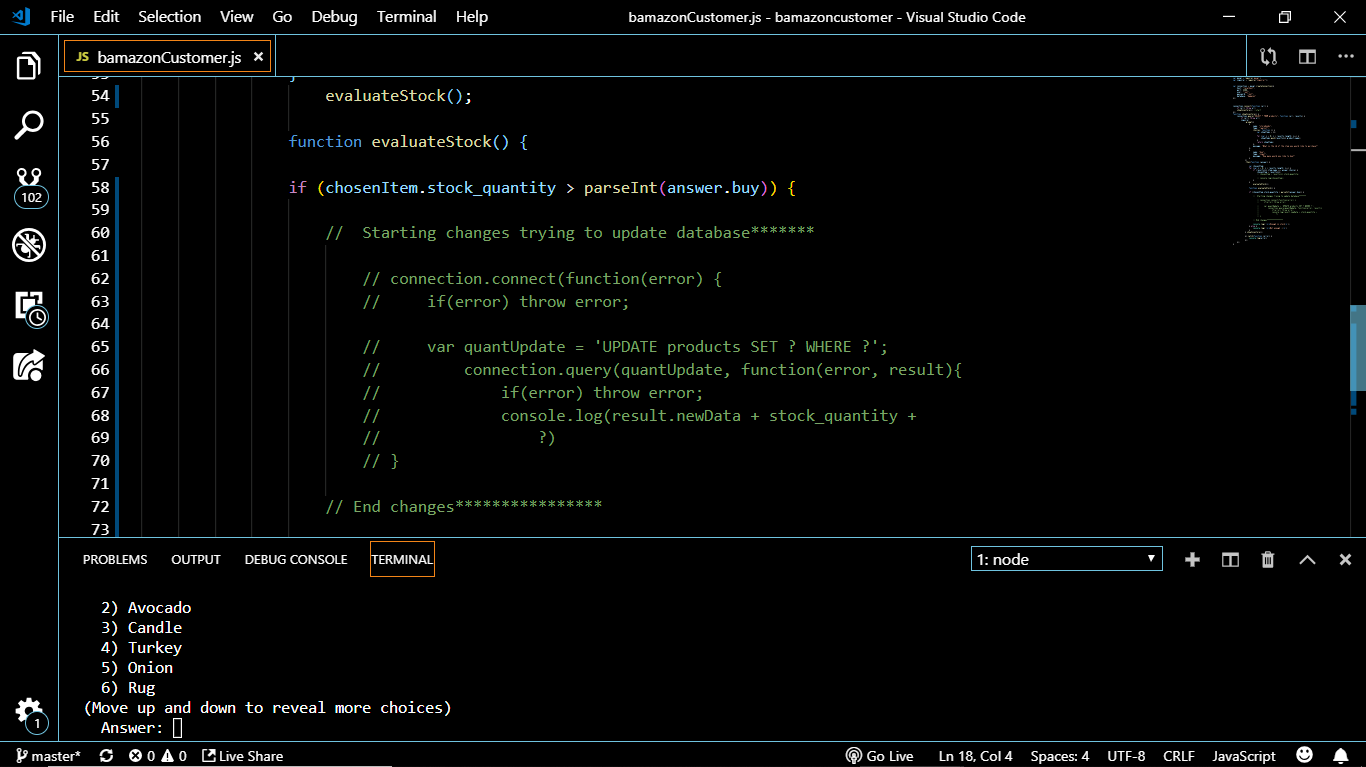 File Edit Selection View Go Debug Terminal Help bamazonCustomer.js - bamazoncustomer - Visual Studio Code
JS bamazonCustomer.js ×
53 }
54 evaluateStock();
55
56 function evaluateStock() {
57
58 if (chosenItem.stock_quantity > parseInt(answer.buy)) {
59
60 // Starting changes trying to update database*******
61
62 // connection.connect(function(error) {
63 // if(error) throw error;
64
65 // var quantUpdate = 'UPDATE products SET ? WHERE ?';
66 // connection.query(quantUpdate, function(error, result){
67 // if(error) throw error;
68 // console.log(result.newData + stock_quantity +
69 // ?)
70 // }
71
72 // End changes****************
73
102
1
PROBLEMS OUTPUT DEBUG CONSOLE TERMINAL 1: node
2) Avocado
3) Candle
4) Turkey
5) Onion
6) Rug
(Move up and down to reveal more choices)
Answer:
master* 0 0 Live Share Go Live Ln 18, Col 4 Spaces: 4 UTF-8 CRLF JavaScript